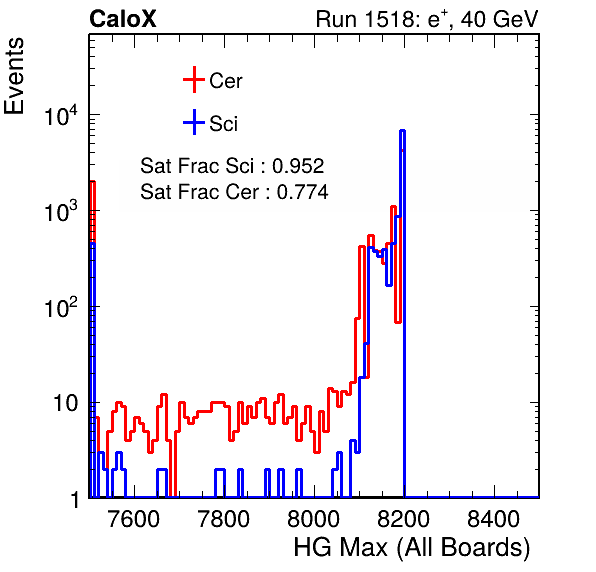 CaloX Run 1518: e⁺, 40 GeV
Events
Cer
Sci
Sat Frac Sci : 0.952
Sat Frac Cer : 0.774
10⁴
10³
10²
10
1
7600 7800 8000 8200 8400
HG Max (All Boards)